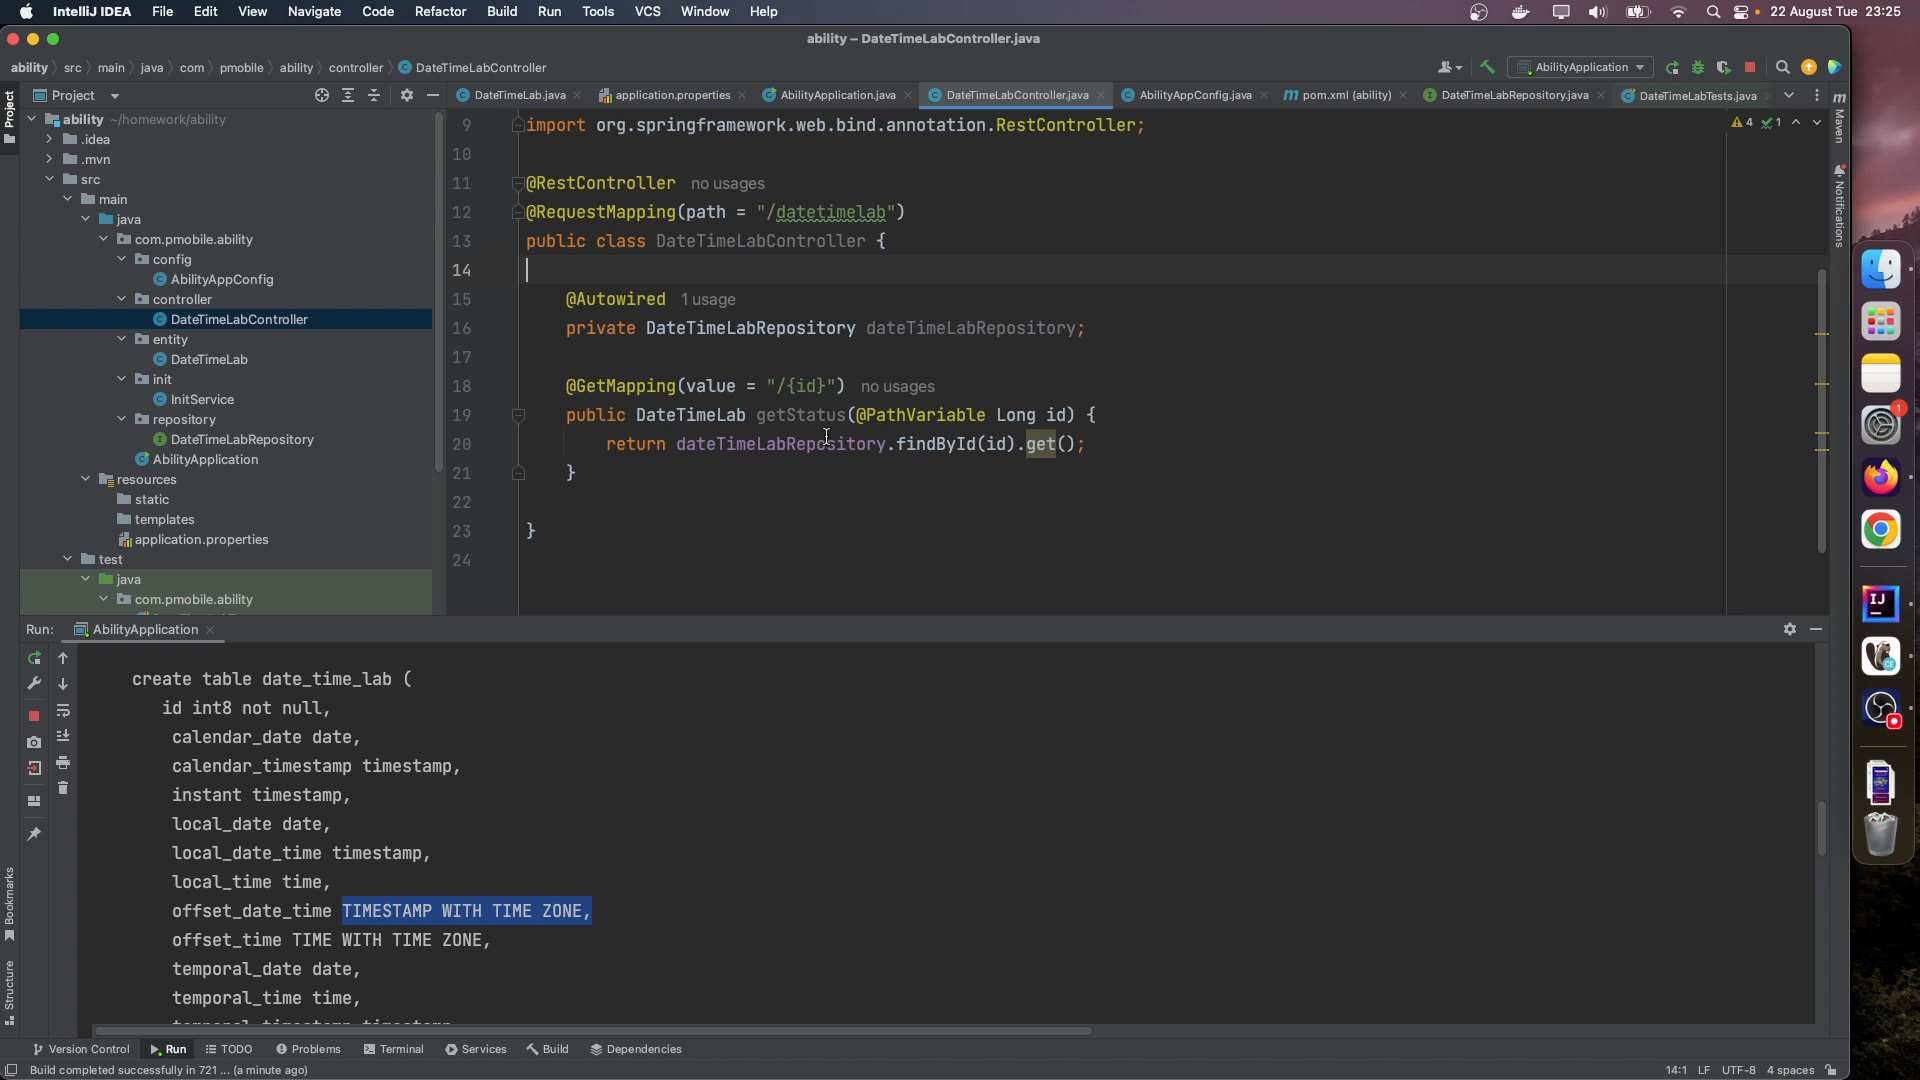 IntelliJ IDEA File Edit View Navigate Code Refactor Build Run Tools VCS Window Help 22 August Tue 23:25
ability – DateTimeLabController.java
ability src main java com pmobile ability controller DateTimeLabController AbilityApplication
Project
Project
DateTimeLab.java application.properties AbilityApplication.java DateTimeLabController.java AbilityAppConfig.java pom.xml (ability) DateTimeLabRepository.java DateTimeLabTests.java
ability ~/homework/ability
.idea
.mvn
src
main
java
com.pmobile.ability
config
AbilityAppConfig
controller
DateTimeLabController
entity
DateTimeLab
init
InitService
repository
DateTimeLabRepository
AbilityApplication
resources
static
templates
application.properties
test
java
com.pmobile.ability
4 1
9 import org.springframework.web.bind.annotation.RestController;
10
11 @RestController no usages
12 @RequestMapping(path = "/datetimelab")
13 public class DateTimeLabController {
14
15 @Autowired 1 usage
16 private DateTimeLabRepository dateTimeLabRepository;
17
18 @GetMapping(value = "/{id}") no usages
19 public DateTimeLab getStatus(@PathVariable Long id) {
20 return dateTimeLabRepository.findById(id).get();
21 }
22
23 }
24
m Maven
Notifications
1
IJ
Run: AbilityApplication
create table date_time_lab (
id int8 not null,
calendar_date date,
calendar_timestamp timestamp,
instant timestamp,
local_date date,
local_date_time timestamp,
local_time time,
offset_date_time TIMESTAMP WITH TIME ZONE,
offset_time TIME WITH TIME ZONE,
temporal_date date,
temporal_time time,
Bookmarks
Structure
Version Control Run TODO Problems Terminal Services Build Dependencies
Build completed successfully in 721 ... (a minute ago) 14:1 LF UTF-8 4 spaces